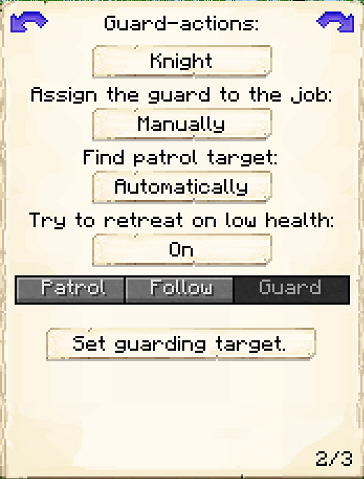 Guard-actions:
Knight
Assign the guard to the job:
Manually
Find patrol target:
Automatically
Try to retreat on low health:
On
Patrol Follow Guard
Set guarding target.
2/3